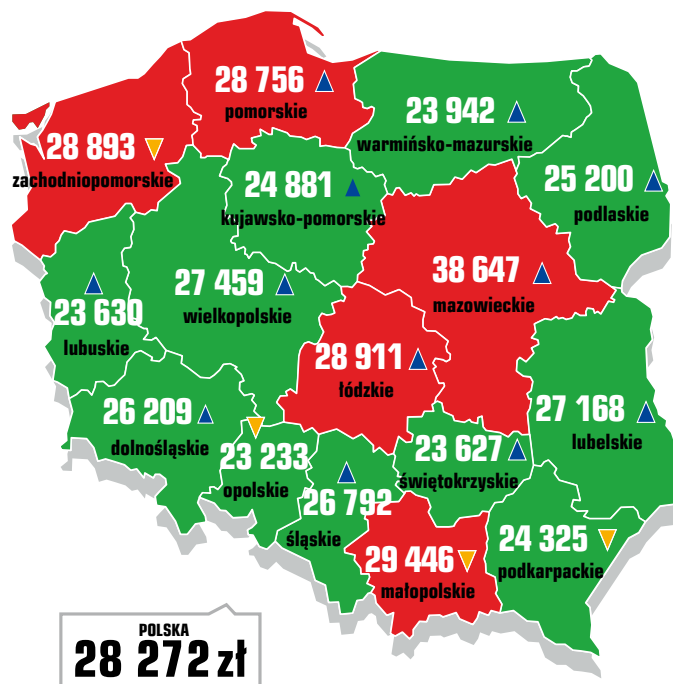 28 756
pomorskie
23 942
warmińsko-mazurskie
28 893
zachodniopomorskie
24 881
kujawsko-pomorskie
25 200
podlaskie
38 647
mazowieckie
27 459
wielkopolskie
23 630
lubuskie
28 911
łódzkie
26 209
dolnośląskie
27 168
lubelskie
23 233
opolskie
23 627
świętokrzyskie
26 792
śląskie
29 446
małopolskie
24 325
podkarpackie
POLSKA
28 272 zł